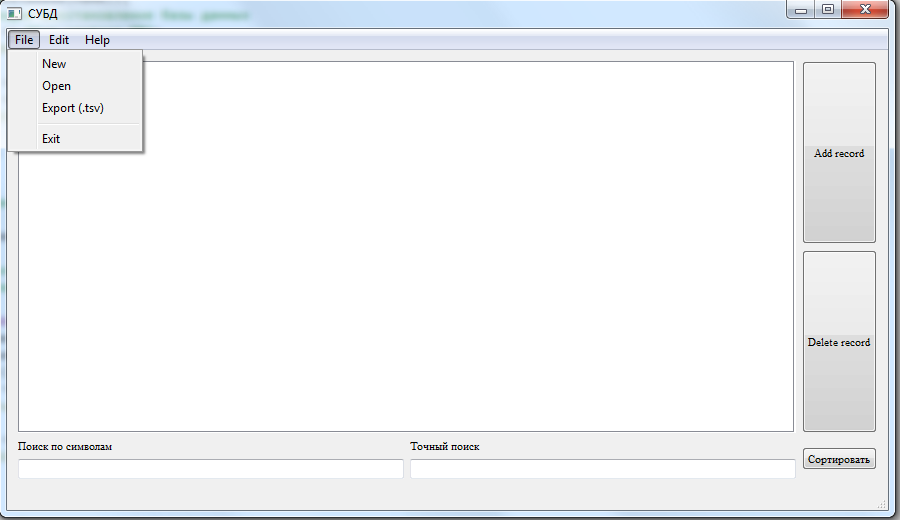 СУБД
File Edit Help
New
Open
Export (.tsv)
Exit
Add record
Delete record
Поиск по символам
Точный поиск
Сортировать